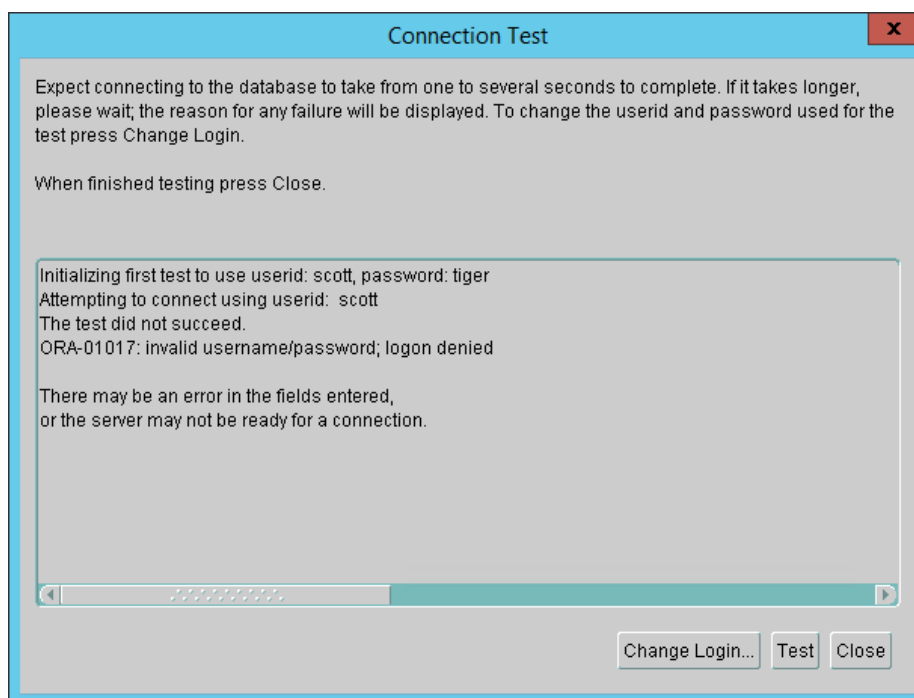 Connection Test
x
Expect connecting to the database to take from one to several seconds to complete. If it takes longer,
please wait; the reason for any failure will be displayed. To change the userid and password used for the
test press Change Login.
When finished testing press Close.
Initializing first test to use userid: scott, password: tiger
Attempting to connect using userid:  scott
The test did not succeed.
ORA-01017: invalid username/password; logon denied
There may be an error in the fields entered,
or the server may not be ready for a connection.
Change Login... Test Close